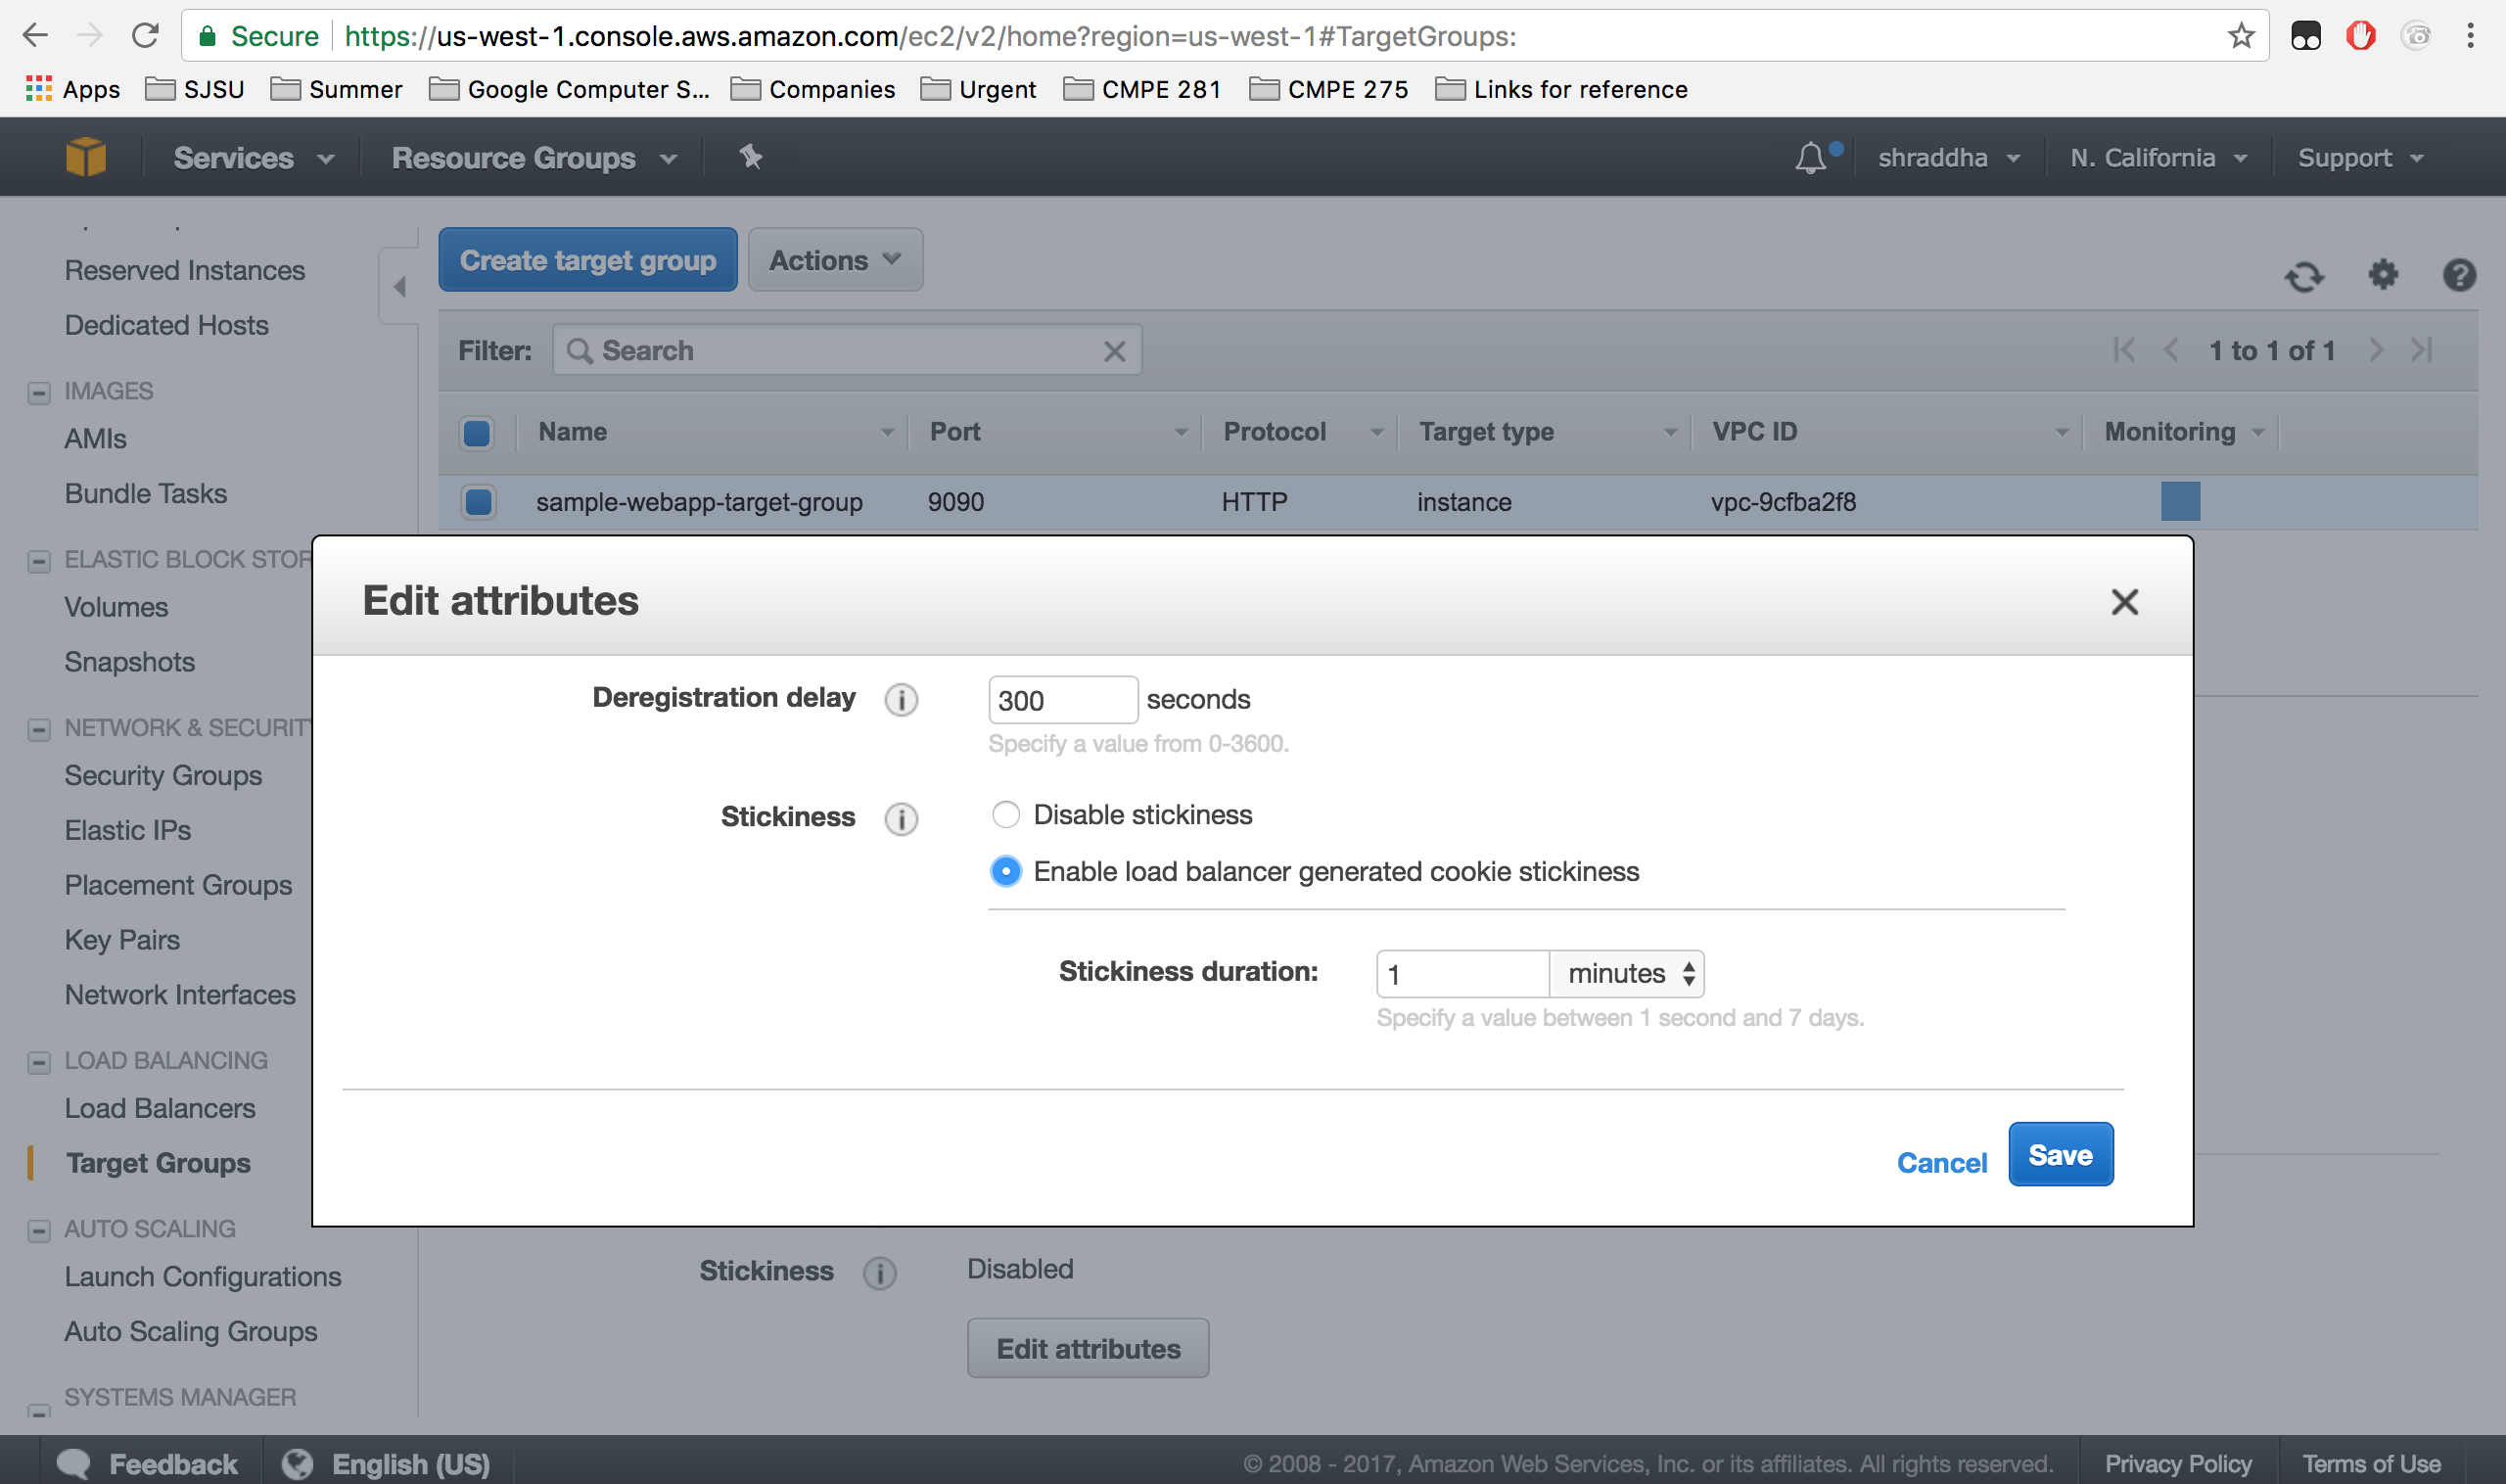 Secure https://us-west-1.console.aws.amazon.com/ec2/v2/home?region=us-west-1#TargetGroups:
Apps SJSU Summer Google Computer S... Companies Urgent CMPE 281 CMPE 275 Links for reference
Services Resource Groups shraddha N. California Support
Reserved Instances
Dedicated Hosts
IMAGES
AMIs
Bundle Tasks
ELASTIC BLOCK STOR
Volumes
Snapshots
NETWORK & SECURIT
Security Groups
Elastic IPs
Placement Groups
Key Pairs
Network Interfaces
LOAD BALANCING
Load Balancers
Target Groups
AUTO SCALING
Launch Configurations
Auto Scaling Groups
SYSTEMS MANAGER
Create target group Actions
Filter: Search 1 to 1 of 1
Name Port Protocol Target type VPC ID Monitoring
sample-webapp-target-group 9090 HTTP instance vpc-9cfba2f8
Edit attributes
Deregistration delay 300 seconds
Specify a value from 0-3600.
Stickiness Disable stickiness
Enable load balancer generated cookie stickiness
Stickiness duration: 1 minutes
Specify a value between 1 second and 7 days.
Cancel Save
Stickiness Disabled
Edit attributes
Feedback English (US) © 2008 - 2017, Amazon Web Services, Inc. or its affiliates. All rights reserved. Privacy Policy Terms of Use